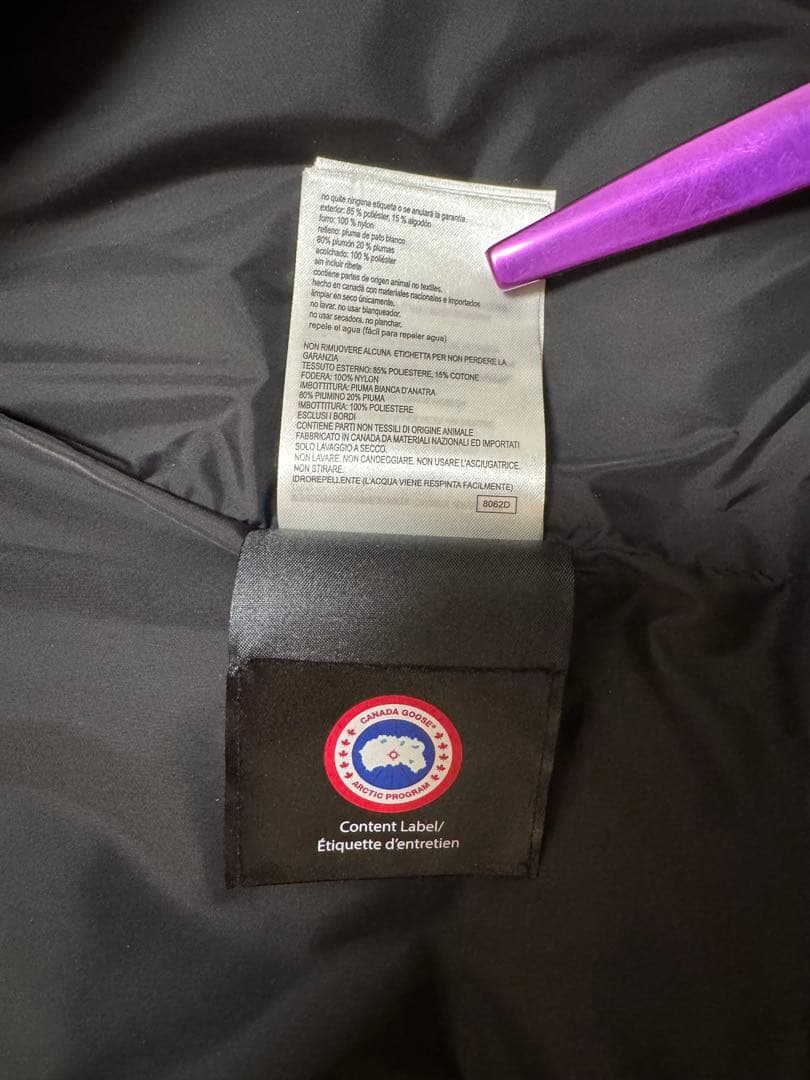 no quite ninguna etiqueta o se anulará la garantía.
exterior: 85 % poliéster, 15 % algodón
forro: 100 % nylon
relleno: pluma de pato blanco
80% plumón 20 % plumas
acolchado: 100 % poliéster
sin incluir ribete
contiene partes de origen animal no textiles.
hecho en canadá con materiales nacionales e importados
limpiar en seco únicamente.
no lavar. no usar blanqueador.
no usar secadora. no planchar.
repele el agua (fácil para repeler agua)
NON RIMUOVERE ALCUNA ETICHETTA PER NON PERDERE LA
GARANZIA
TESSUTO ESTERNO: 85% POLIESTERE, 15% COTONE
FODERA: 100% NYLON
IMBOTTITURA: PIUMA BIANCA D'ANATRA
80% PIUMINO 20% PIUMA
IMBOTTITURA: 100% POLIESTERE
ESCLUSI I BORDI
CONTIENE PARTI NON TESSILI DI ORIGINE ANIMALE
FABBRICATO IN CANADA DA MATERIALI NAZIONALI ED IMPORTATI
SOLO LAVAGGIO A SECCO.
NON LAVARE. NON CANDEGGIARE. NON USARE L'ASCIUGATRICE.
NON STIRARE.
IDROREPELLENTE (L'ACQUA VIENE RESPINTA FACILMENTE)
8062D
CANADA GOOSE®
ARCTIC PROGRAM
Content Label/
Étiquette d'entretien